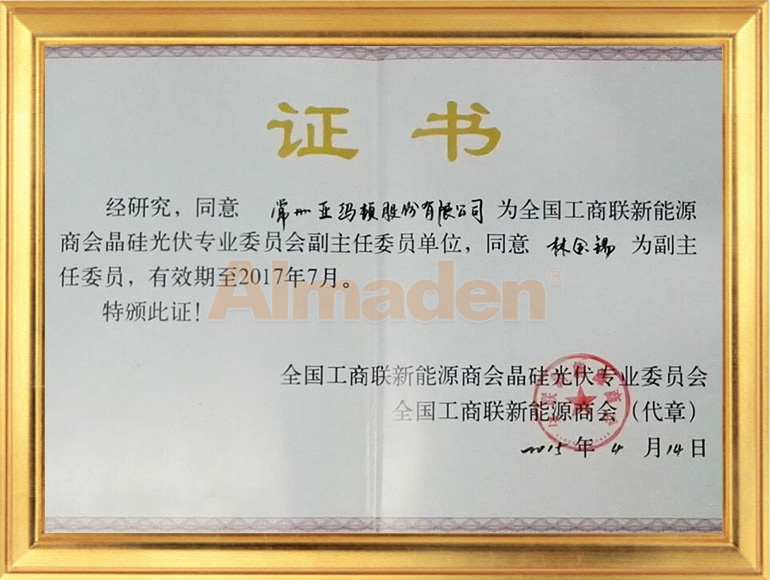 证书
经研究，同意 常州亚玛顿股份有限公司 为全国工商联新能源
商会晶硅光伏专业委员会副主任委员单位，同意 林金锡 为副主
任委员，有效期至2017年7月。
Almaden®
特颁此证！
全国工商联新能源商会晶硅光伏专业委员会
全国工商联新能源商会（代章）
2015年4月14日